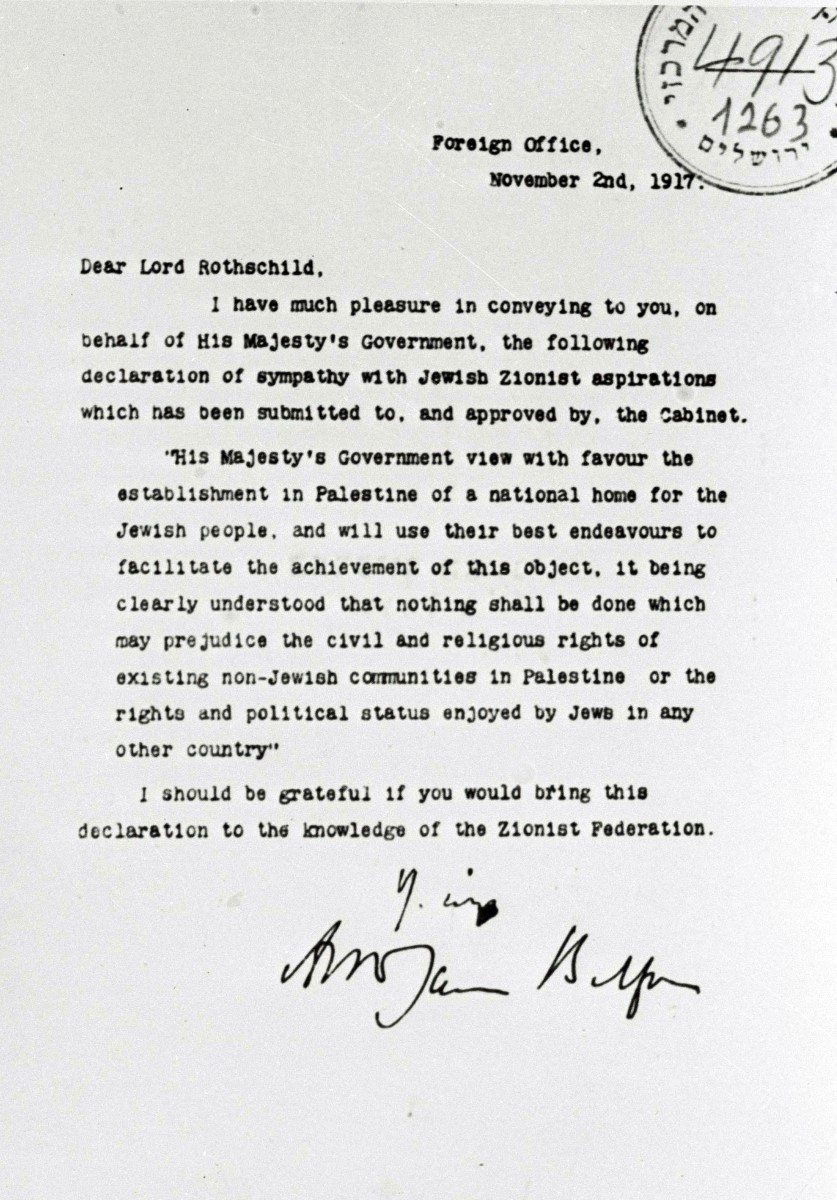 המרכזי
4913
1263
ירושלים
Foreign Office,
November 2nd, 1917.
Dear Lord Rothschild,
I have much pleasure in conveying to you, on
behalf of His Majesty's Government, the following
declaration of sympathy with Jewish Zionist aspirations
which has been submitted to, and approved by, the Cabinet.
"His Majesty's Government view with favour the
establishment in Palestine of a national home for the
Jewish people, and will use their best endeavours to
facilitate the achievement of this object, it being
clearly understood that nothing shall be done which
may prejudice the civil and religious rights of
existing non-Jewish communities in Palestine or the
rights and political status enjoyed by Jews in any
other country"
I should be grateful if you would bring this
declaration to the knowledge of the Zionist Federation.
Arthur James Balfour